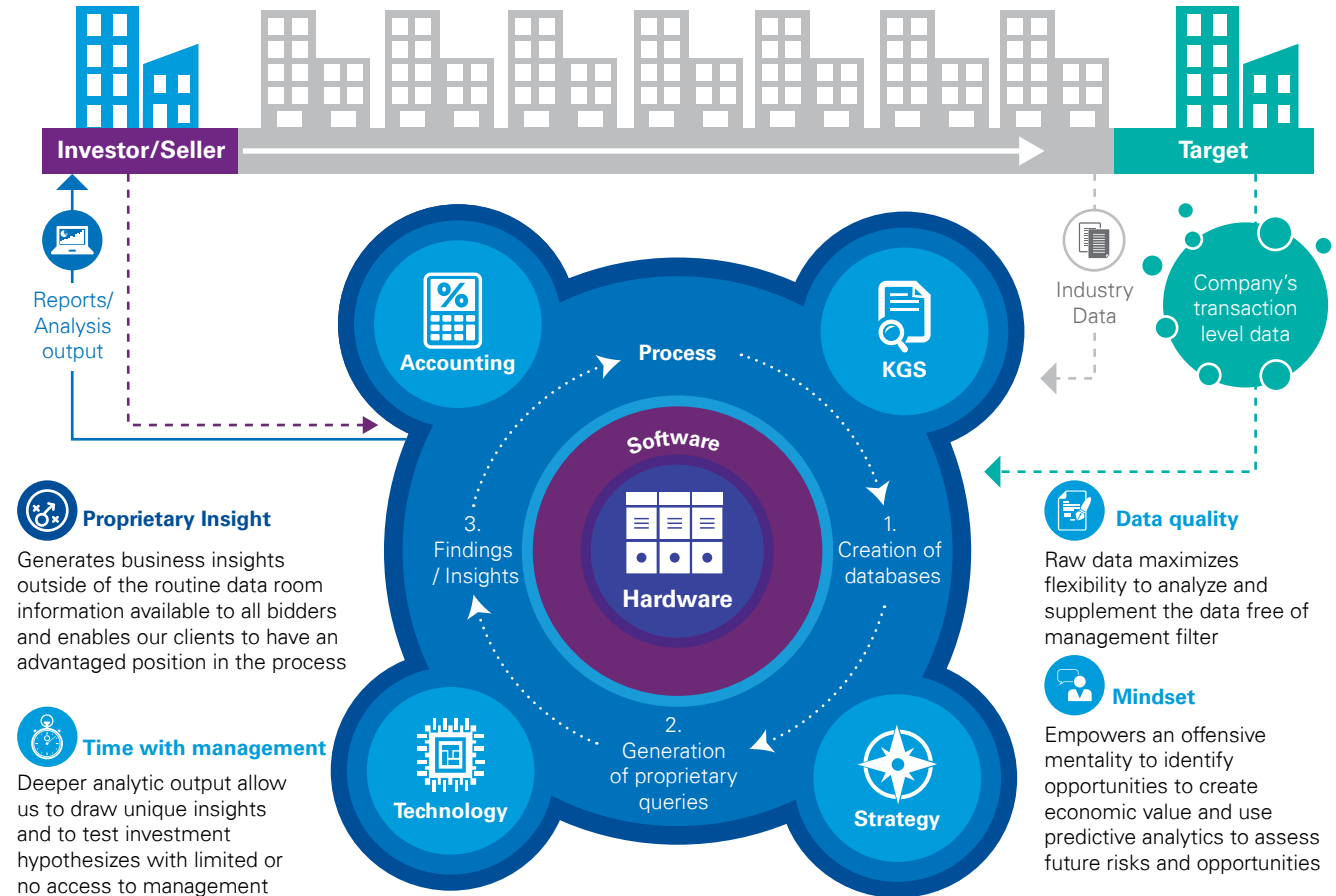 Investor/Seller
Target
Reports/
Analysis
output
Industry
Data
Company's
transaction
level data
%
Accounting
KGS
Process
Software
Hardware
1.
Creation of
databases
2.
Generation
of proprietary
queries
3.
Findings
/ Insights
Technology
Strategy
Proprietary Insight
Generates business insights
outside of the routine data room
information available to all bidders
and enables our clients to have an
advantaged position in the process
Time with management
Deeper analytic output allow
us to draw unique insights
and to test investment
hypothesizes with limited or
no access to management
Data quality
Raw data maximizes
flexibility to analyze and
supplement the data free of
management filter
Mindset
Empowers an offensive
mentality to identify
opportunities to create
economic value and use
predictive analytics to assess
future risks and opportunities